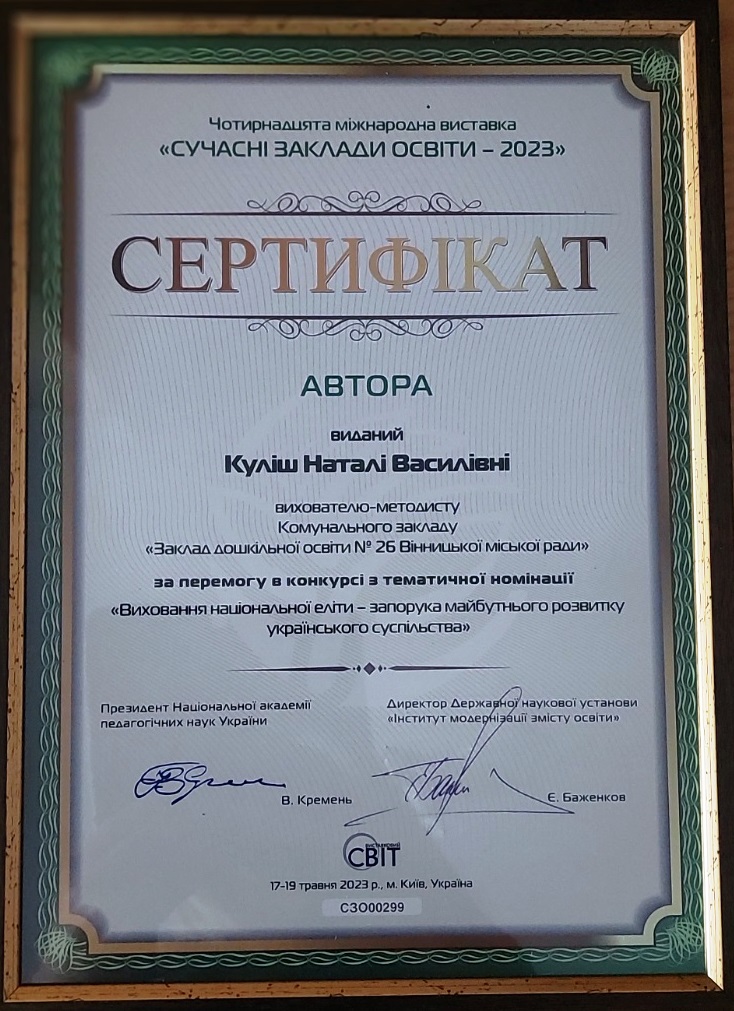 Чотирнадцята міжнародна виставка
«СУЧАСНІ ЗАКЛАДИ ОСВІТИ – 2023»
СЕРТИФІКАТ
АВТОРА
виданий
Куліш Наталі Василівні
вихователю-методисту
Комунального закладу
«Заклад дошкільної освіти № 26 Вінницької міської ради»
за перемогу в конкурсі з тематичної номінації
«Виховання національної еліти – запорука майбутнього розвитку
українського суспільства»
Президент Національної академії
педагогічних наук України
В. Кремень
Директор Державної наукової установи
«Інститут модернізації змісту освіти»
Є. Баженков
ВИСТАВКОВИЙ
СВІТ
17-19 травня 2023 р., м. Київ, Україна
СЗО00299